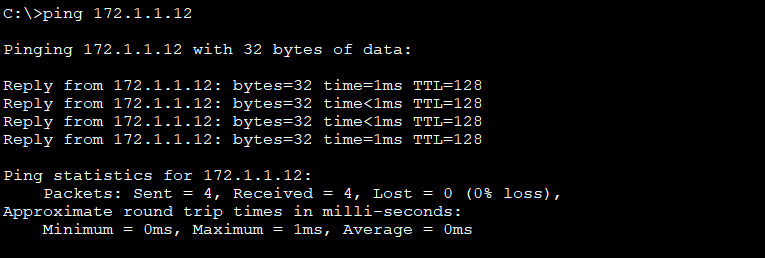 C:\>ping 172.1.1.12
Pinging 172.1.1.12 with 32 bytes of data:
Reply from 172.1.1.12: bytes=32 time=1ms TTL=128
Reply from 172.1.1.12: bytes=32 time<1ms TTL=128
Reply from 172.1.1.12: bytes=32 time<1ms TTL=128
Reply from 172.1.1.12: bytes=32 time=1ms TTL=128
Ping statistics for 172.1.1.12:
    Packets: Sent = 4, Received = 4, Lost = 0 (0% loss),
Approximate round trip times in milli-seconds:
    Minimum = 0ms, Maximum = 1ms, Average = 0ms